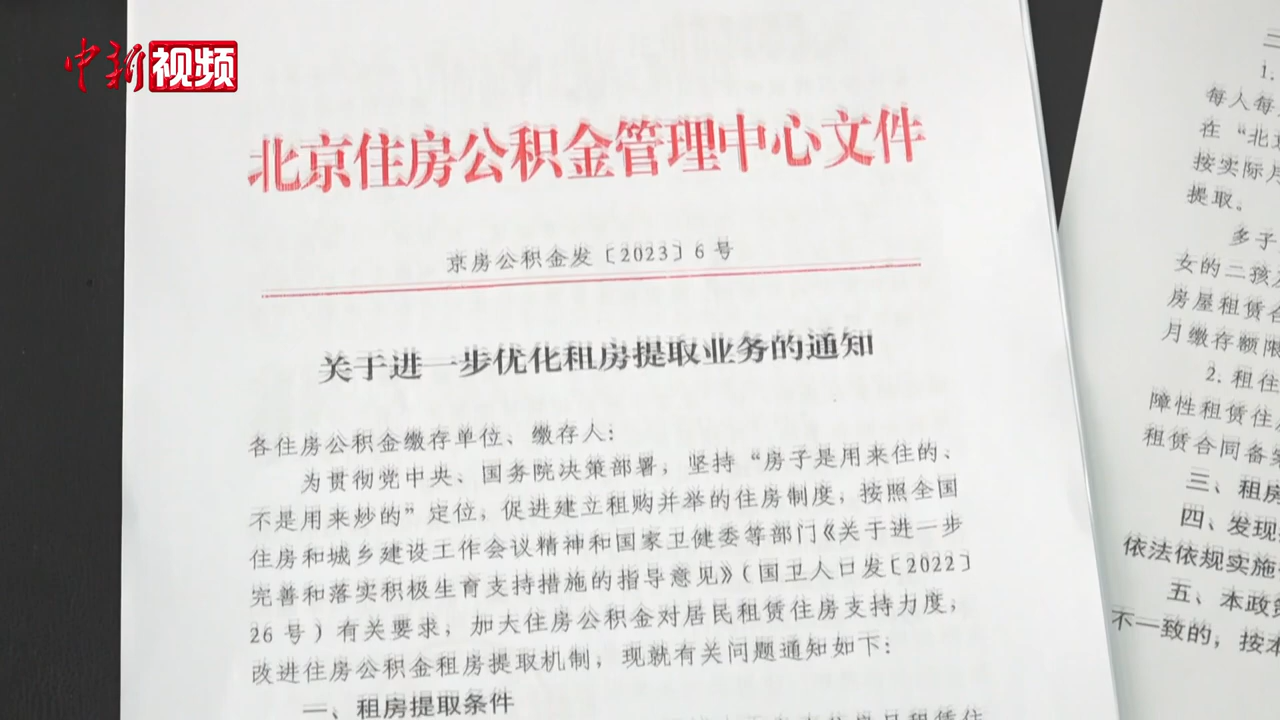 中新视频
北京住房公积金管理中心文件
京房公积金发〔2023〕6号
关于进一步优化租房提取业务的通知
各住房公积金缴存单位、缴存人：
为贯彻党中央、国务院决策部署，坚持“房子是用来住的、
不是用来炒的”定位，促进建立租购并举的住房制度，按照全国
住房和城乡建设工作会议精神和国家卫健委等部门《关于进一步
完善和落实积极生育支持措施的指导意见》（国卫人口发〔2022〕
26号）有关要求，加大住房公积金对居民租赁住房支持力度，
改进住房公积金租房提取机制，现就有关问题通知如下：
一、租房提取条件
1.
每人每
在“北
按实际月
提取。
多子
女的二孩
房屋租赁合
月缴存额限
2.租住
障性租赁住
租赁合同备案
三、租房
四、发现
依法依规实施
五、本政
不一致的，按本